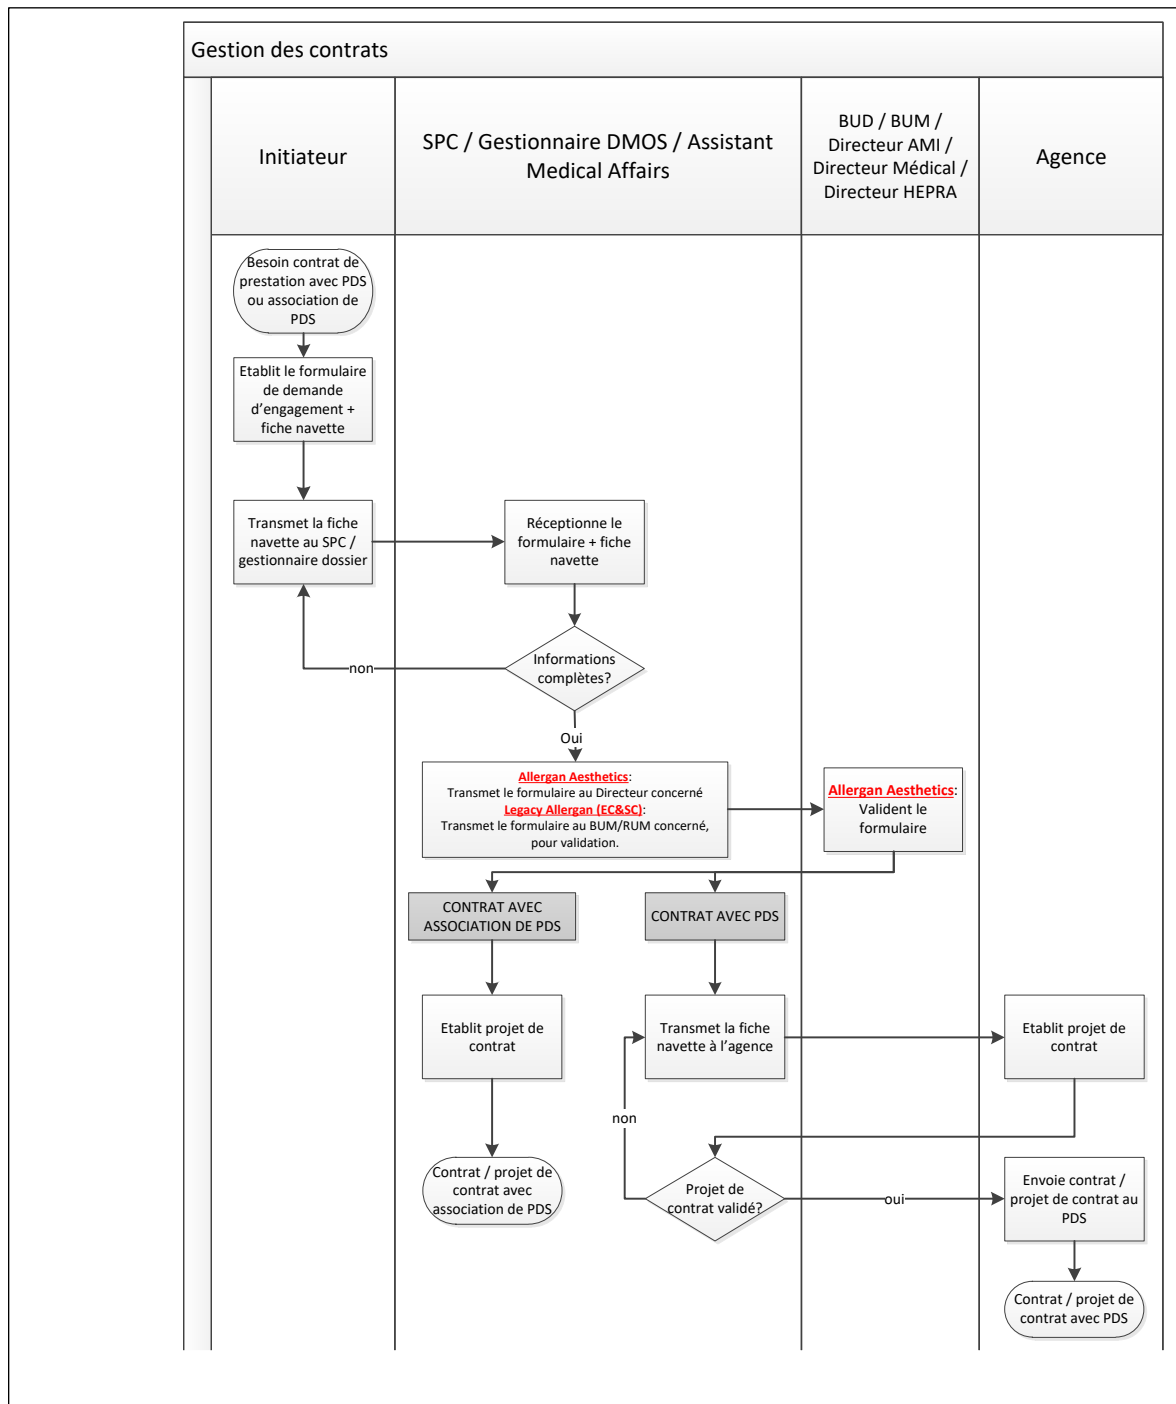 Gestion des contrats
Initiateur
SPC / Gestionnaire DMOS / Assistant
Medical Affairs
BUD / BUM /
Directeur AMI /
Directeur Médical /
Directeur HEPRA
Agence
Besoin contrat de
prestation avec PDS
ou association de
PDS
Etablit le formulaire
de demande
d’engagement +
fiche navette
Transmet la fiche
navette au SPC /
gestionnaire dossier
Réceptionne le
formulaire + fiche
navette
Informations
complètes?
non
Oui
Allergan Aesthetics:
Transmet le formulaire au Directeur concerné
Legacy Allergan (EC&SC):
Transmet le formulaire au BUM/RUM concerné,
pour validation.
Allergan Aesthetics:
Valident le
formulaire
CONTRAT AVEC
ASSOCIATION DE PDS
CONTRAT AVEC PDS
Etablit projet de
contrat
Transmet la fiche
navette à l’agence
Etablit projet de
contrat
non
Contrat / projet de
contrat avec
association de PDS
Projet de
contrat validé?
oui
Envoie contrat /
projet de contrat au
PDS
Contrat / projet de
contrat avec PDS